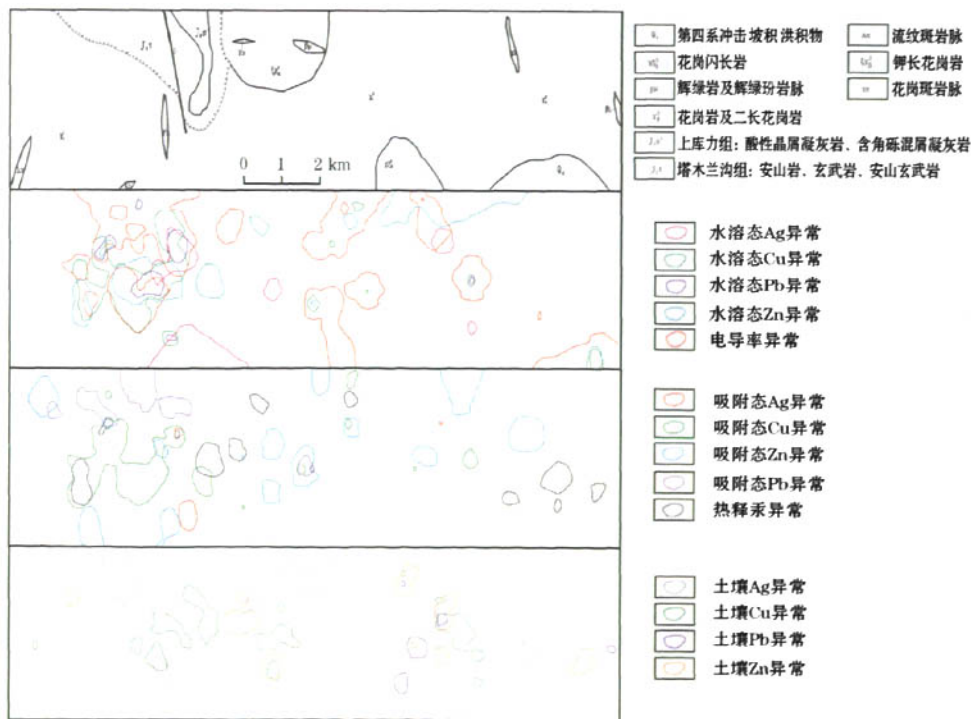 0 1 2 km
第四系冲击坡积洪积物
流纹斑岩脉
花岗闪长岩
钾长花岗岩
辉绿岩及辉绿玢岩脉
花岗斑岩脉
花岗岩及二长花岗岩
上库力组：酸性晶屑凝灰岩、含角砾混屑凝灰岩
塔木兰沟组：安山岩、玄武岩、安山玄武岩
水溶态Ag异常
水溶态Cu异常
水溶态Pb异常
水溶态Zn异常
电导率异常
吸附态Ag异常
吸附态Cu异常
吸附态Zn异常
吸附态Pb异常
热释汞异常
土壤Ag异常
土壤Cu异常
土壤Pb异常
土壤Zn异常